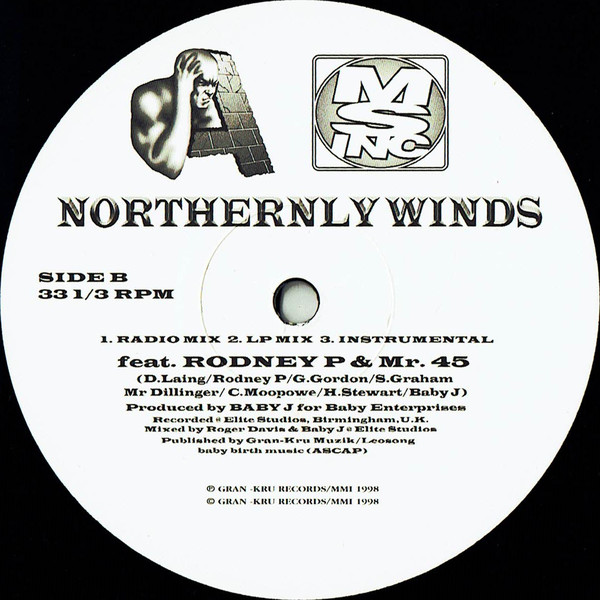 MS
INC
NORTHERNLY WINDS
SIDE B
33 1/3 RPM
1. RADIO MIX 2. LP MIX 3. INSTRUMENTAL
feat. RODNEY P & Mr. 45
(D.Laing/Rodney P/G.Gordon/S.Graham
Mr Dillinger/ C.Moopowe/H.Stewart/Baby J)
Produced by BABY J for Baby Enterprises
Recorded @ Elite Studios, Birmingham, U.K.
Mixed by Roger Davis & Baby J @ Elite Studios
Published by Gran-Kru Muzik/Leosong
baby birth music (ASCAP)
℗ GRAN -KRU RECORDS/MMI 1998
© GRAN -KRU RECORDS/MMI 1998